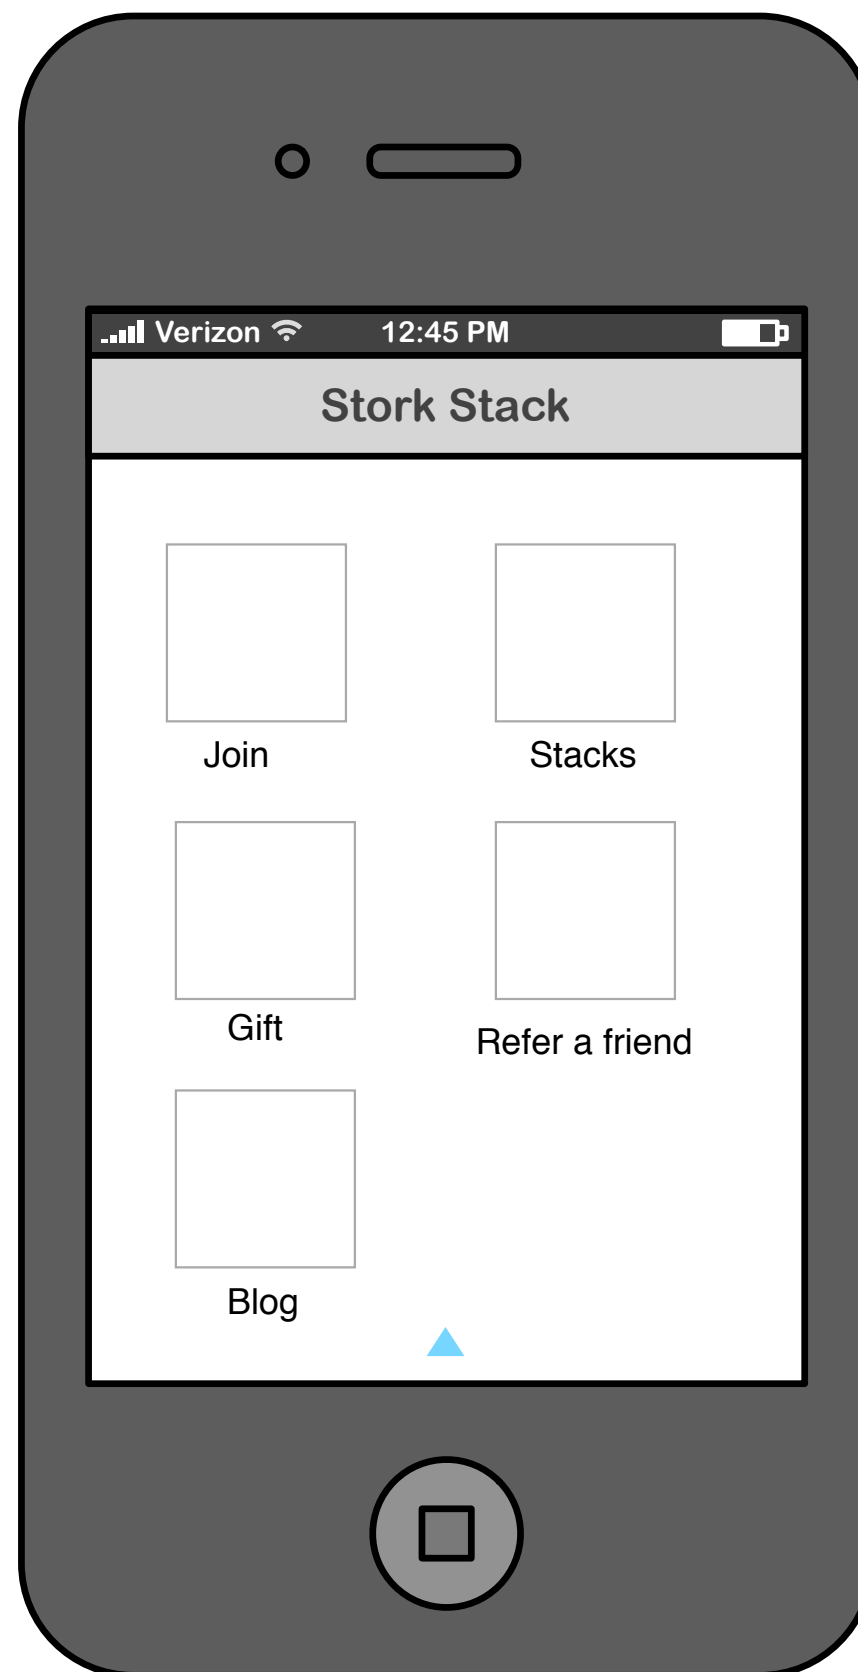 Verizon 12:45 PM
Stork Stack
Join Stacks
Gift Refer a friend
Blog